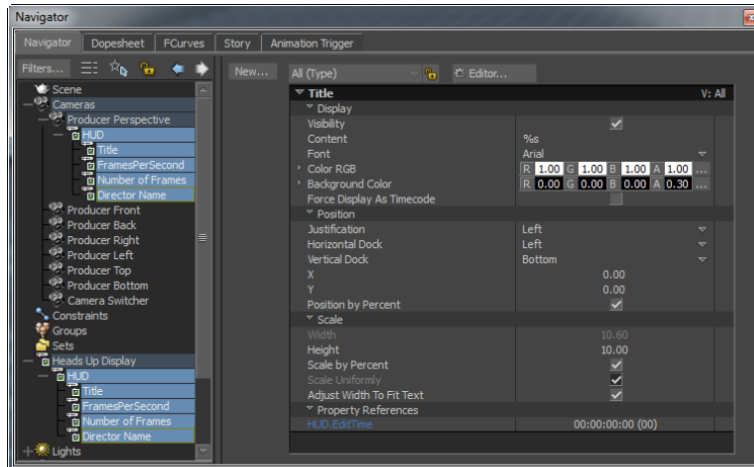 Navigator
Navigator Dopesheet FCurves Story Animation Trigger
Filters... New... All (Type) Editor...
Scene
Cameras
Producer Perspective
HUD
Title
FramesPerSecond
Number of Frames
Director Name
Producer Front
Producer Back
Producer Right
Producer Left
Producer Top
Producer Bottom
Camera Switcher
Constraints
Groups
Sets
Heads Up Display
HUD
Title
FramesPerSecond
Number of Frames
Director Name
Lights
Title V: All
Display
Visibility
Content %s
Font Arial
Color RGB R 1.00 G 1.00 B 1.00 A 1.00 ...
Background Color R 0.00 G 0.00 B 0.00 A 0.30 ...
Force Display As Timecode
Position
Justification Left
Horizontal Dock Left
Vertical Dock Bottom
X 0.00
Y 0.00
Position by Percent
Scale
Width 10.60
Height 10.00
Scale by Percent
Scale Uniformly
Adjust Width To Fit Text
Property References
HUD.EditTime 00:00:00:00 (00)